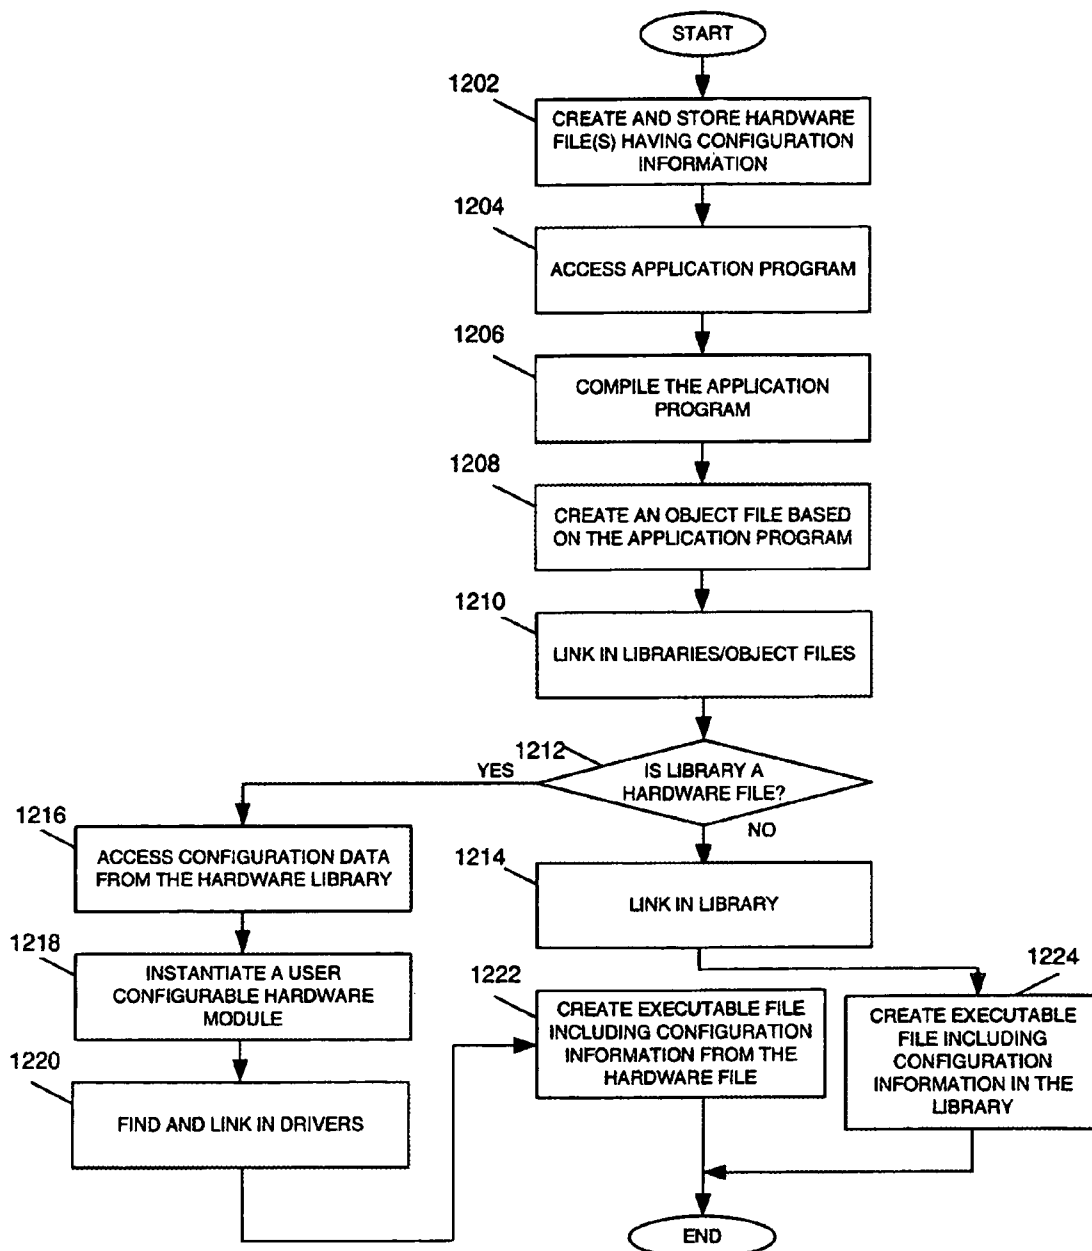 START
1202
CREATE AND STORE HARDWARE
FILE(S) HAVING CONFIGURATION
INFORMATION
1204
ACCESS APPLICATION PROGRAM
1206
COMPILE THE APPLICATION
PROGRAM
1208
CREATE AN OBJECT FILE BASED
ON THE APPLICATION PROGRAM
1210
LINK IN LIBRARIES/OBJECT FILES
1212
IS LIBRARY A
HARDWARE FILE?
YES
NO
1216
ACCESS CONFIGURATION DATA
FROM THE HARDWARE LIBRARY
1214
LINK IN LIBRARY
1218
INSTANTIATE A USER
CONFIGURABLE HARDWARE
MODULE
1222
CREATE EXECUTABLE FILE
INCLUDING CONFIGURATION
INFORMATION FROM THE
HARDWARE FILE
1224
CREATE EXECUTABLE
FILE INCLUDING
CONFIGURATION
INFORMATION IN THE
LIBRARY
1220
FIND AND LINK IN DRIVERS
END